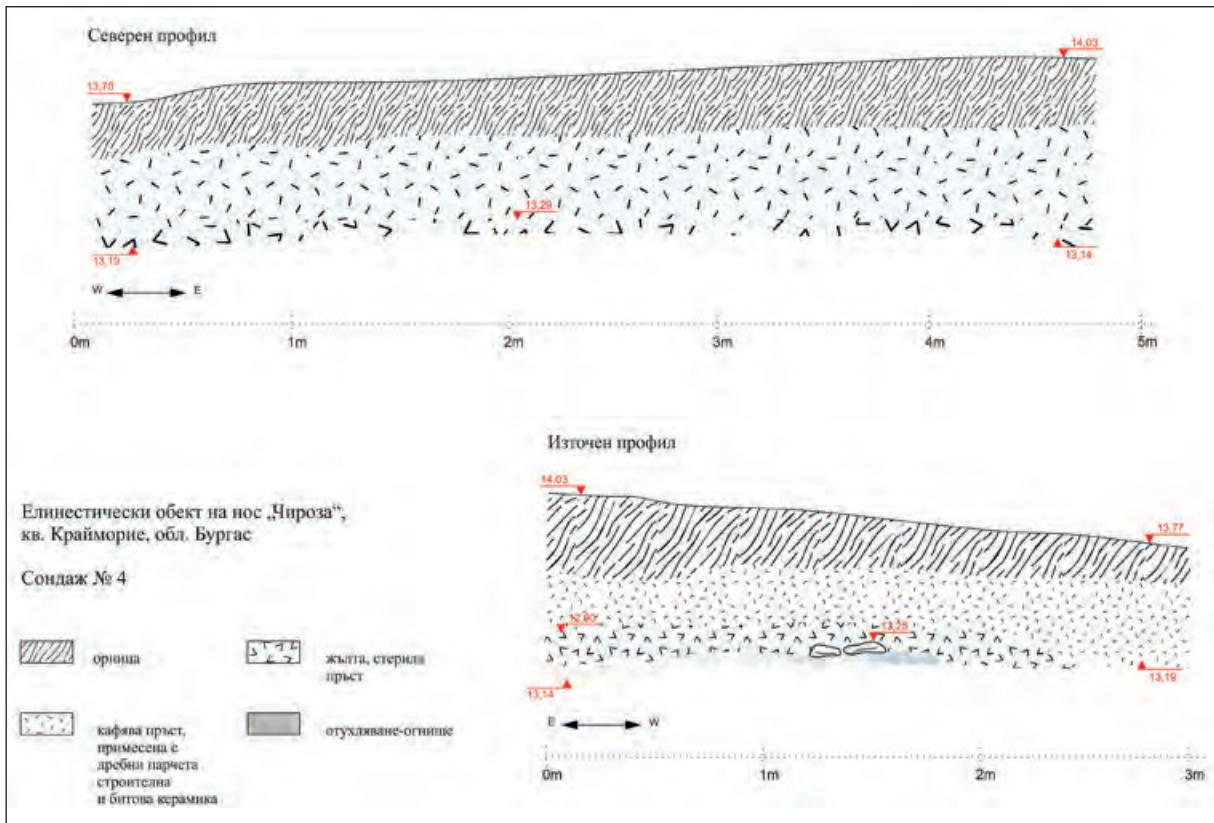 Северен профил
14,03
13,70
13,29
13,19
13,14
W E
0m 1m 2m 3m 4m 5m
Източен профил
14,03
13,77
12,90
13,25
13,14
13,19
E W
0m 1m 2m 3m
Елинестически обект на нос „Чироза“,
кв. Крайморие, обл. Бургас
Сондаж № 4
орница
жълта, стерилна
пръст
кафява пръст,
примесена с
дребни парчета
строителна
и битова керамика
отухляване-огнище